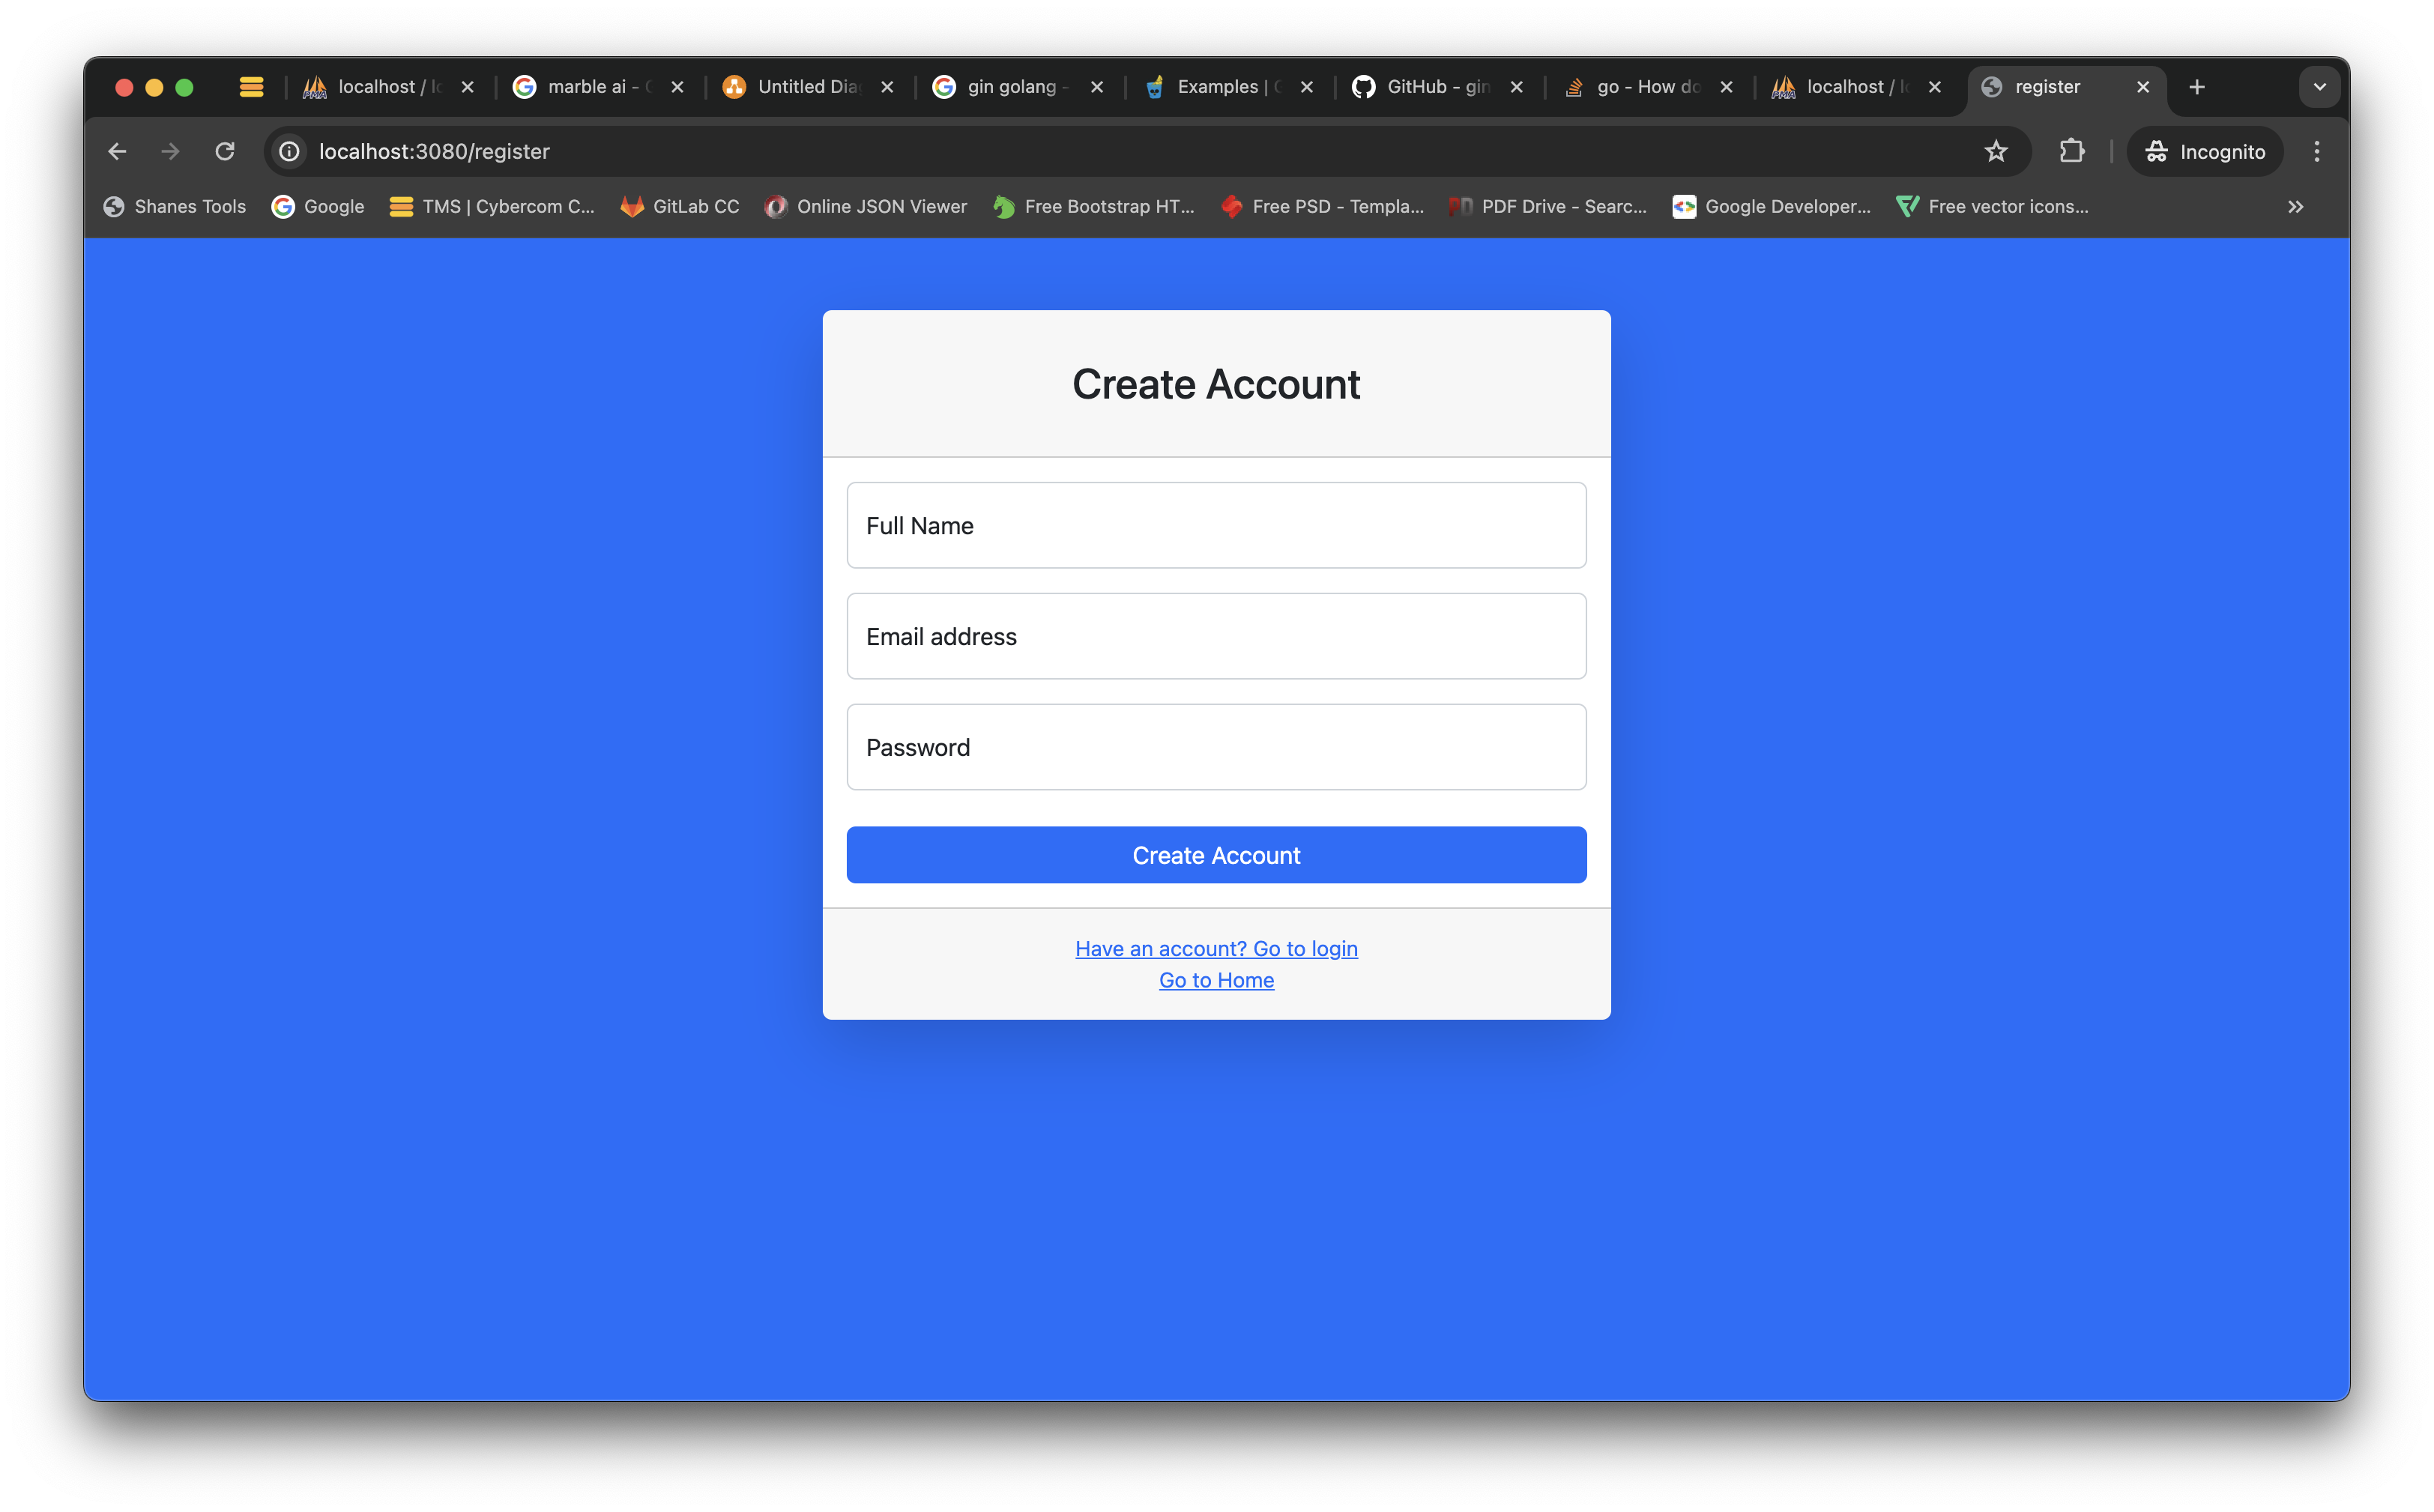 localhost / lo
marble ai - G
Untitled Dia
gin golang -
Examples | G
GitHub - gin
go - How do
localhost / lo
register
localhost:3080/register
Incognito
Shanes Tools
Google
TMS | Cybercom C...
GitLab CC
Online JSON Viewer
Free Bootstrap HT...
Free PSD - Templa...
PDF Drive - Searc...
Google Developer...
Free vector icons...
Create Account
Full Name
Email address
Password
Create Account
Have an account? Go to login
Go to Home